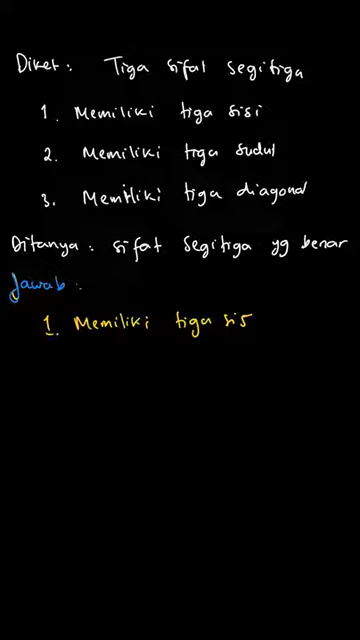 Diket : Tiga sifat segitiga
1. Memiliki tiga sisi
2. Memiliki tiga sudut
3. Memiliki tiga diagonal
Ditanya : sifat segitiga yg benar
Jawab :
1. Memiliki tiga sis